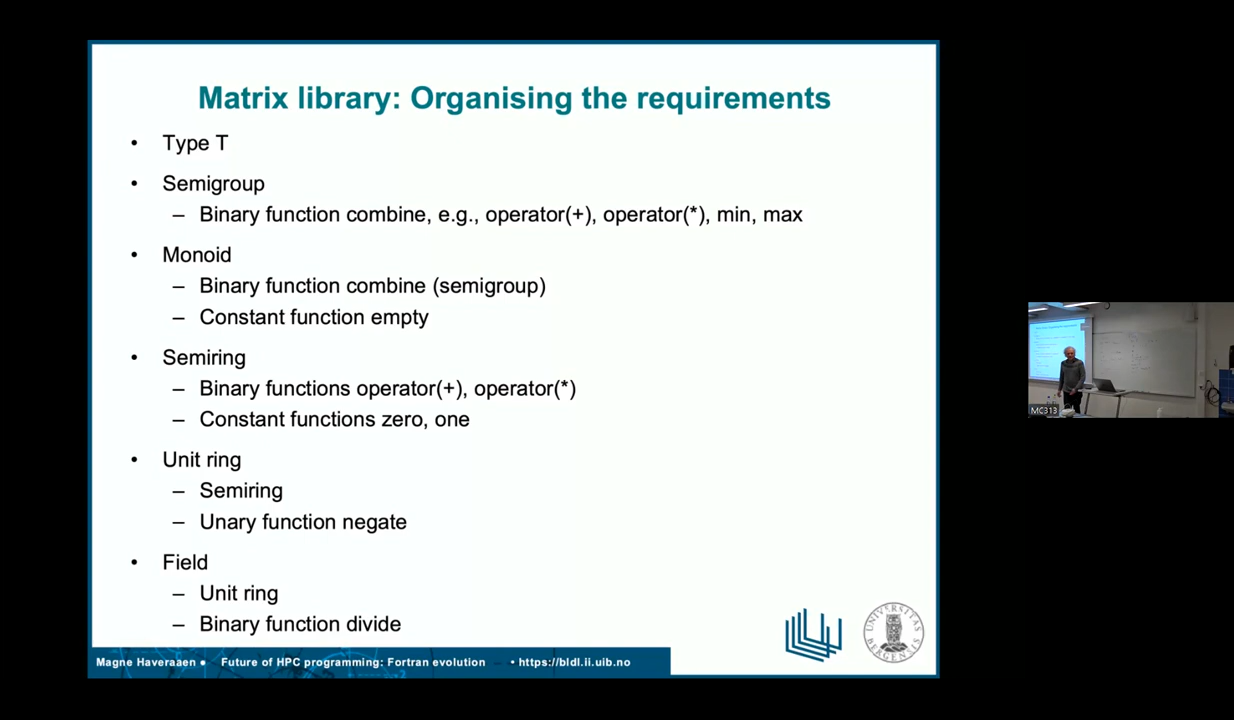 Matrix library: Organising the requirements
• Type T
• Semigroup
– Binary function combine, e.g., operator(+), operator(*), min, max
• Monoid
– Binary function combine (semigroup)
– Constant function empty
• Semiring
– Binary functions operator(+), operator(*)
– Constant functions zero, one
• Unit ring
– Semiring
– Unary function negate
• Field
– Unit ring
– Binary function divide
UNIVERSITAS BERGENSIS
Magne Haveraaen • Future of HPC programming: Fortran evolution • https://bldl.ii.uib.no
MC313